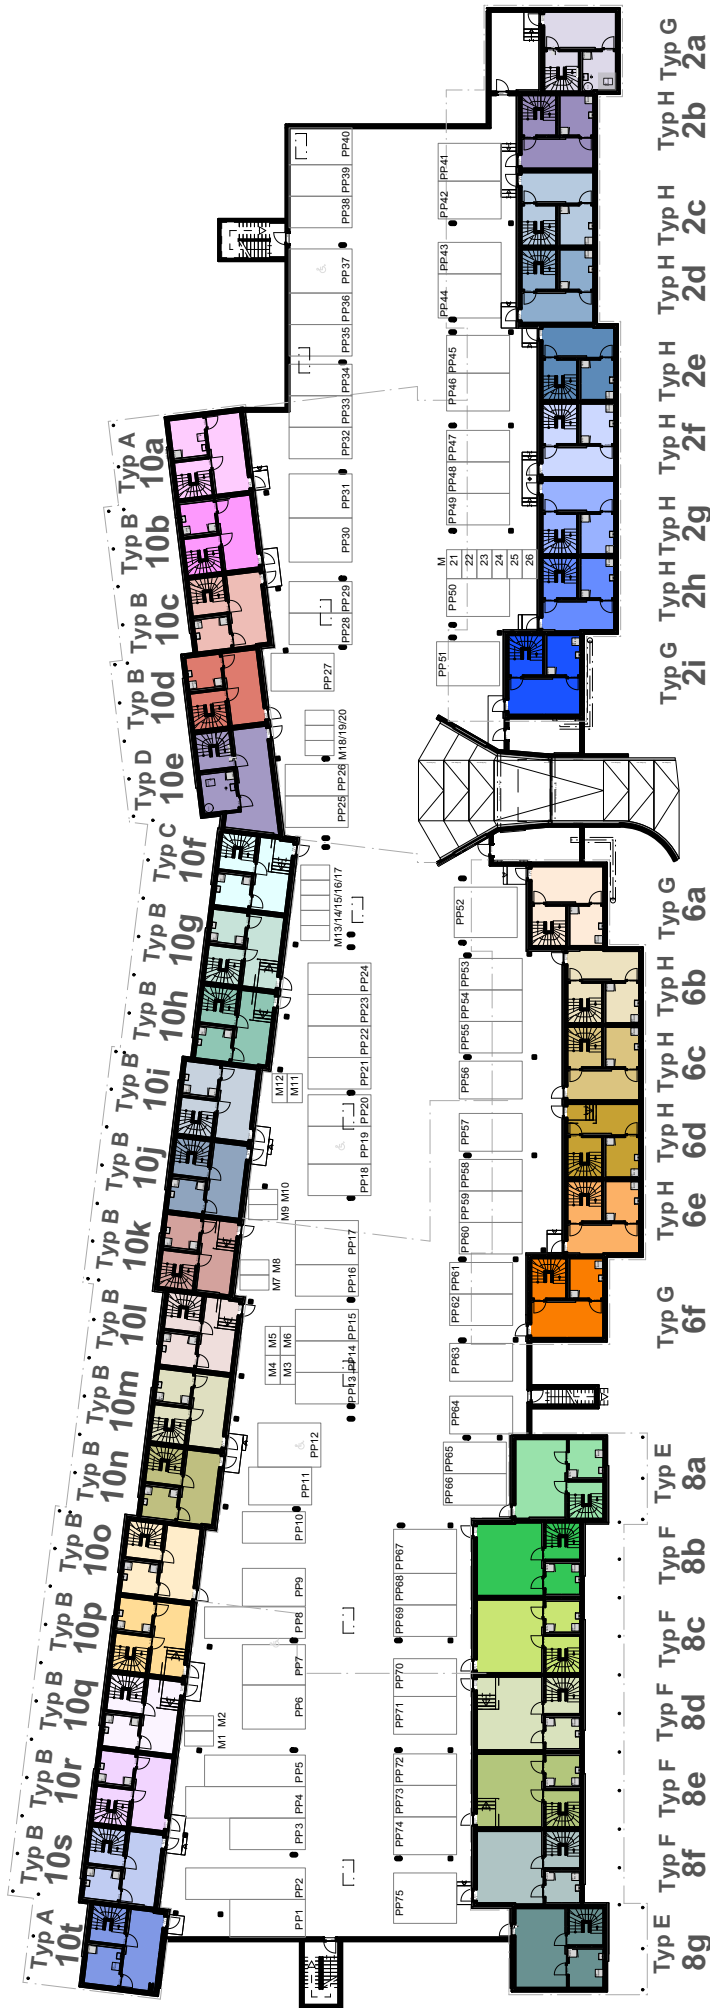 Typ G
2a
Typ H
2b
Typ H
2c
Typ H
2d
Typ H
2e
Typ H
2f
Typ H
2g
Typ H
2h
Typ G
2i
Typ G
6a
Typ H
6b
Typ H
6c
Typ H
6d
Typ H
6e
Typ G
6f
Typ E
8a
Typ F
8b
Typ F
8c
Typ F
8d
Typ F
8e
Typ F
8f
Typ E
8g
Typ A
10a
Typ B
10b
Typ B
10c
Typ B
10d
Typ D
10e
Typ C
10f
Typ B
10g
Typ B
10h
Typ B
10i
Typ B
10j
Typ B
10k
Typ B
10l
Typ B
10m
Typ B
10n
Typ B
10o
Typ B
10p
Typ B
10q
Typ B
10r
Typ B
10s
Typ A
10t
PP40
PP39
PP38
PP37
PP36
PP35
PP34
PP33
PP32
PP31
PP30
PP29
PP28
PP27
M18/19/20
PP26
PP25
M13/14/15/16/17
PP24
PP23
PP22
PP21
M12
M11
PP20
PP19
PP18
M10
M9
PP17
PP16
M8
M7
PP15
PP14
PP13
M5
M6
M4
M3
PP12
PP11
PP10
PP9
PP8
PP7
PP6
M2
M1
PP5
PP4
PP3
PP2
PP1
PP41
PP42
PP43
PP44
PP45
PP46
PP47
PP48
PP49
M
21
22
23
24
25
26
PP50
PP51
PP52
PP53
PP54
PP55
PP56
PP57
PP58
PP59
PP60
PP61
PP62
PP63
PP64
PP65
PP66
PP67
PP68
PP69
PP70
PP71
PP72
PP73
PP74
PP75